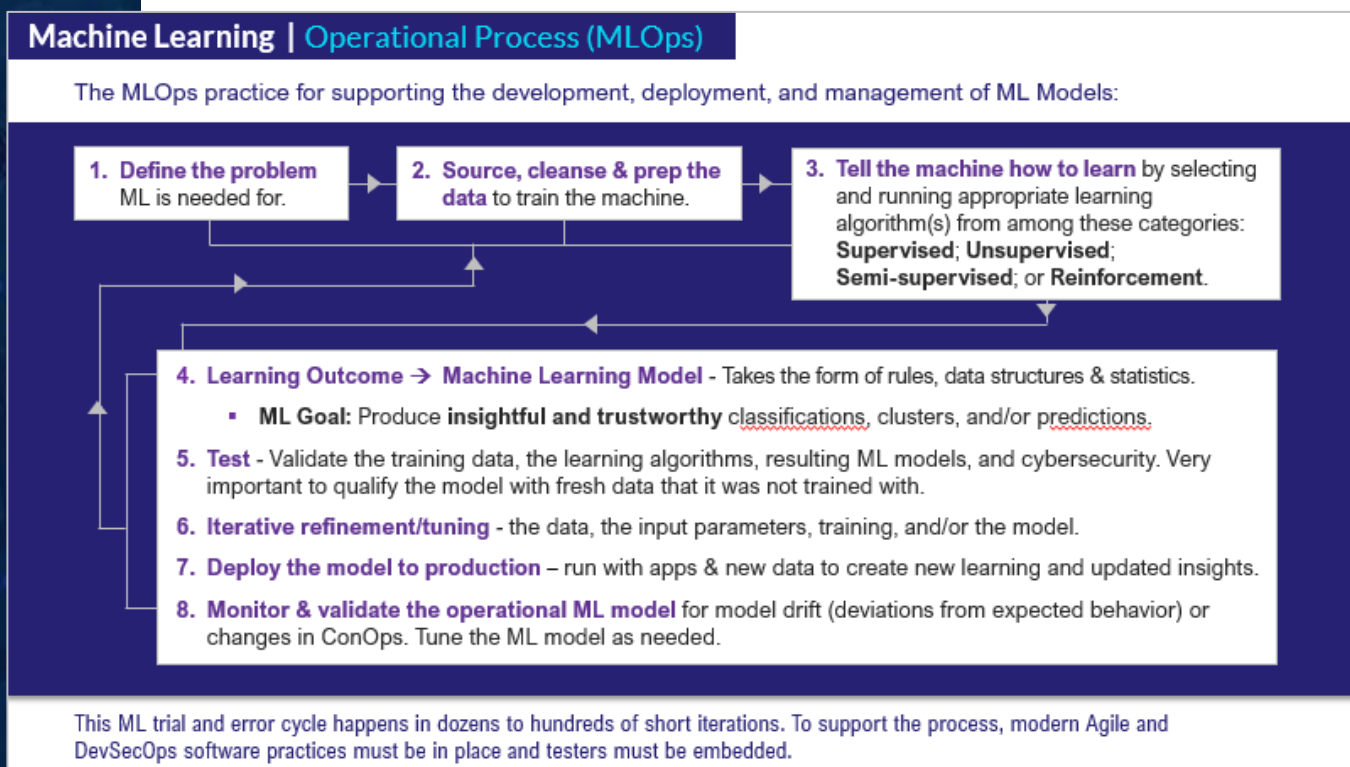 Machine Learning | Operational Process (MLOps)
The MLOps practice for supporting the development, deployment, and management of ML Models:
1. Define the problem
ML is needed for.
2. Source, cleanse & prep the
data to train the machine.
3. Tell the machine how to learn by selecting
and running appropriate learning
algorithm(s) from among these categories:
Supervised; Unsupervised;
Semi-supervised; or Reinforcement.
4. Learning Outcome → Machine Learning Model - Takes the form of rules, data structures & statistics.
▪ ML Goal: Produce insightful and trustworthy classifications, clusters, and/or predictions.
5. Test - Validate the training data, the learning algorithms, resulting ML models, and cybersecurity. Very
important to qualify the model with fresh data that it was not trained with.
6. Iterative refinement/tuning - the data, the input parameters, training, and/or the model.
7. Deploy the model to production – run with apps & new data to create new learning and updated insights.
8. Monitor & validate the operational ML model for model drift (deviations from expected behavior) or
changes in ConOps. Tune the ML model as needed.
This ML trial and error cycle happens in dozens to hundreds of short iterations. To support the process, modern Agile and
DevSecOps software practices must be in place and testers must be embedded.